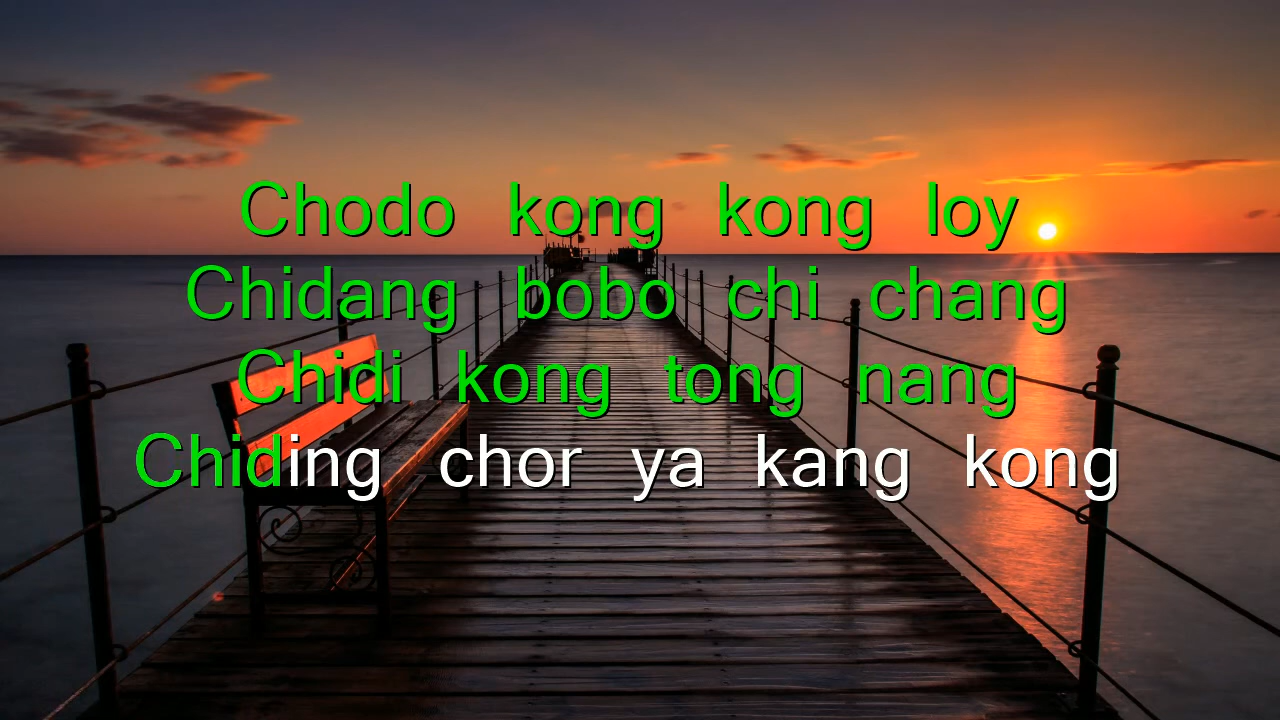 Chodo kong kong loy
Chidang bobo chi chang
Chidi kong tong nang
Chiding chor ya kang kong